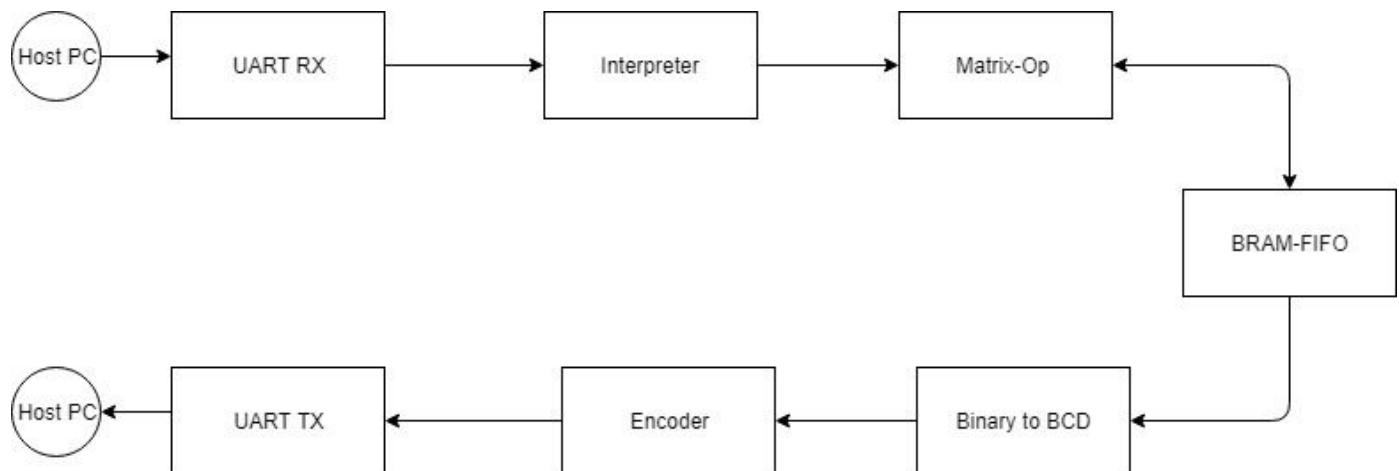 Host PC
UART RX
Interpreter
Matrix-Op
BRAM-FIFO
Host PC
UART TX
Encoder
Binary to BCD